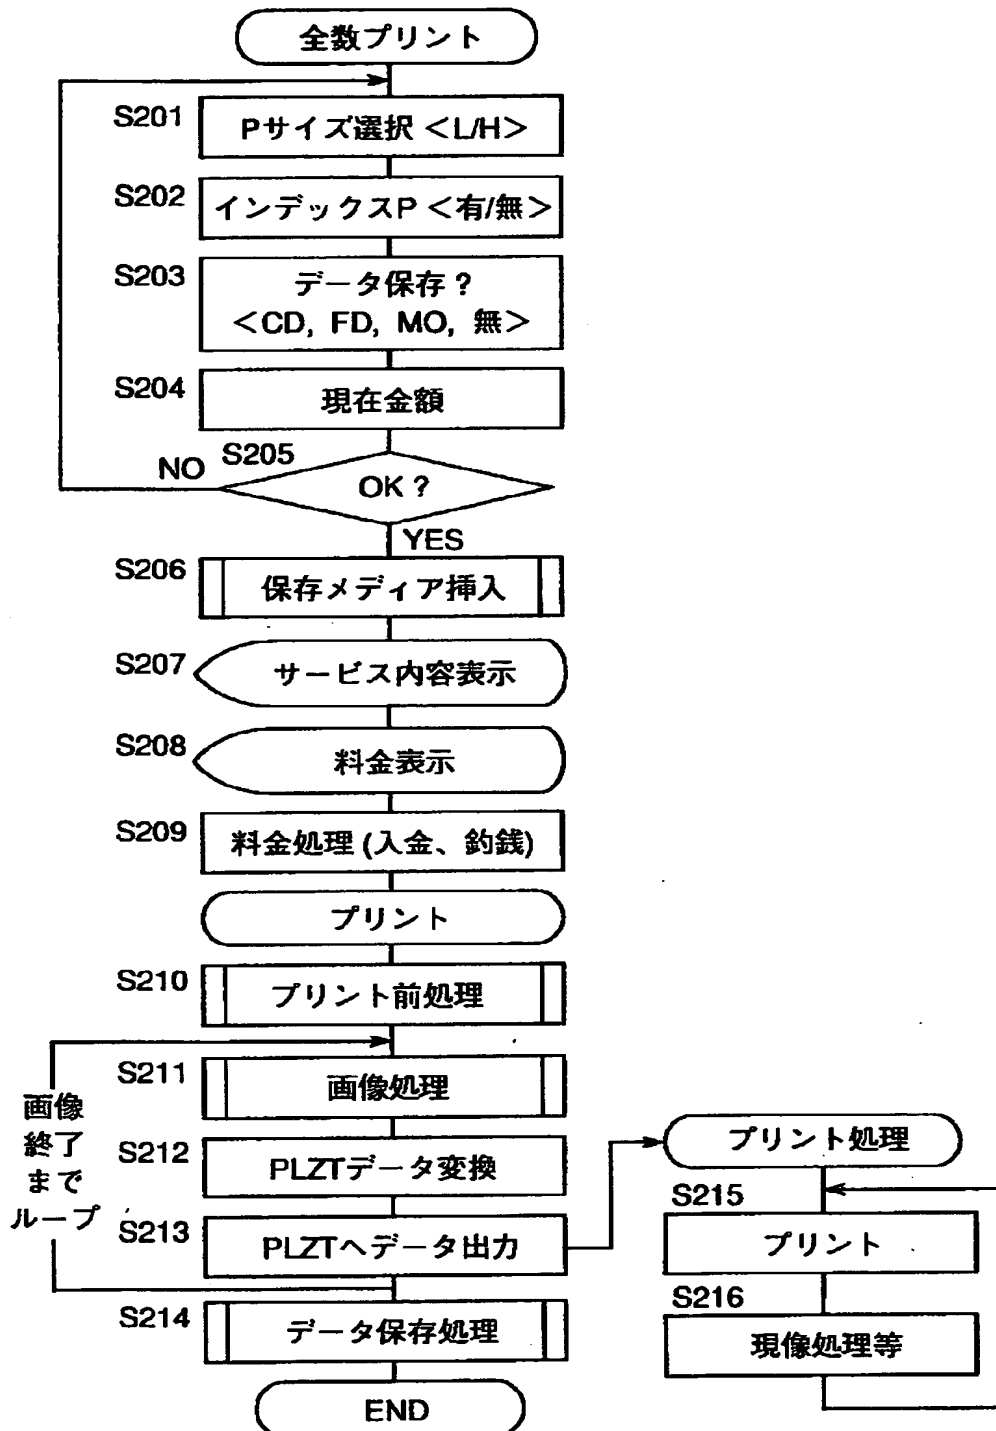 全数プリント
S201
Pサイズ選択 <L/H>
S202
インデックスP <有/無>
S203
データ保存 ?
<CD, FD, MO, 無>
S204
現在金額
S205
NO
OK ?
YES
S206
保存メディア挿入
S207
サービス内容表示
S208
料金表示
S209
料金処理 (入金、釣銭)
プリント
S210
プリント前処理
S211
画像処理
画像
終了
まで
ループ
S212
PLZTデータ変換
S213
PLZTへデータ出力
S214
データ保存処理
END
プリント処理
S215
プリント
S216
現像処理等